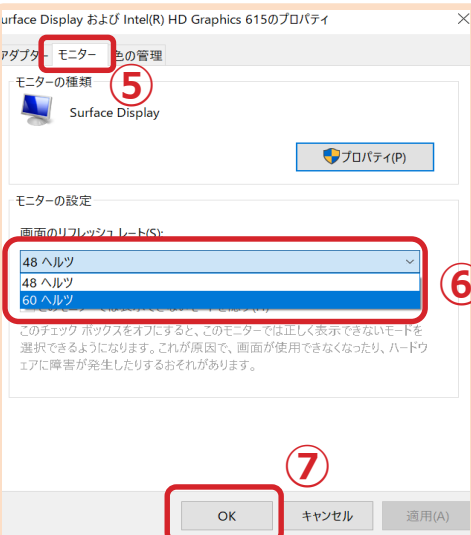 urface Display および Intel(R) HD Graphics 615のプロパティ
アダプター モニター 色の管理
⑤
モニターの種類
Surface Display
プロパティ(P)
モニターの設定
画面のリフレッシュ レート(S):
48 ヘルツ
48 ヘルツ
60 ヘルツ
⑥
このチェック ボックスをオフにすると、このモニターでは正しく表示できないモードを
選択できるようになります。これが原因で、画面が使用できなくなったり、ハードウ
ェアに障害が発生したりするおそれがあります。
⑦
OK キャンセル 適用(A)